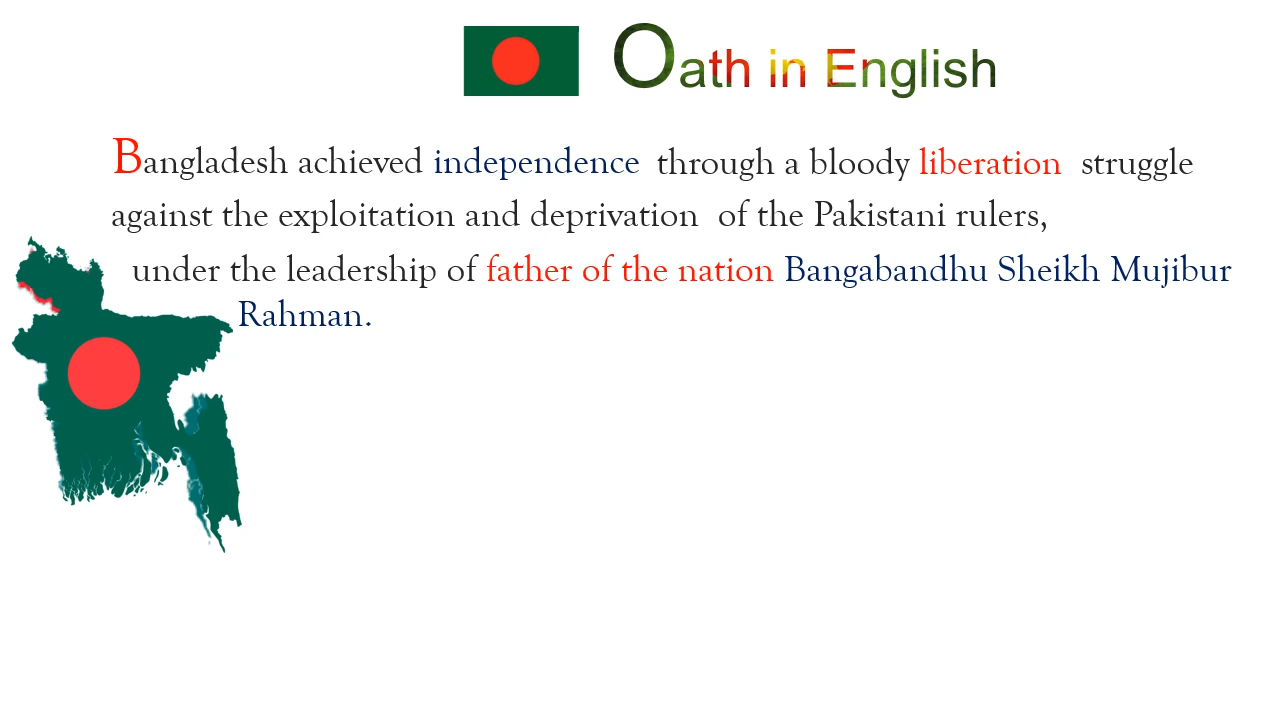 Oath in English
Bangladesh achieved independence through a bloody liberation struggle
against the exploitation and deprivation of the Pakistani rulers,
under the leadership of father of the nation Bangabandhu Sheikh Mujibur
Rahman.